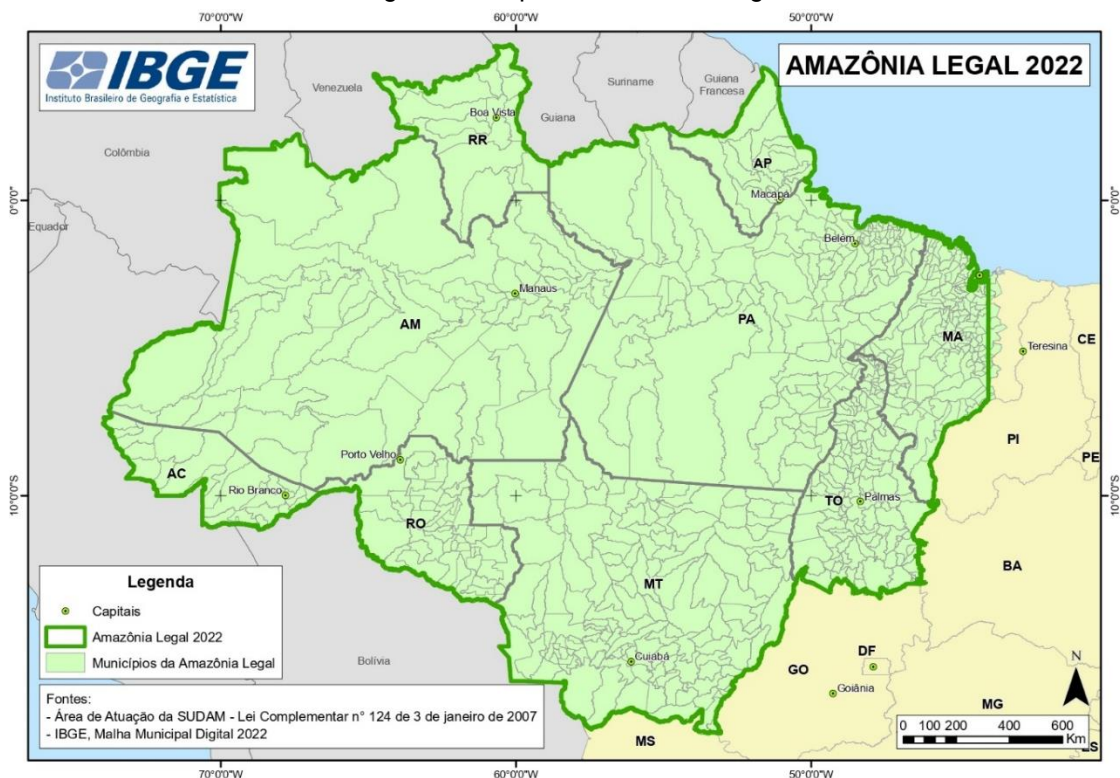 70°0'0"W 60°0'0"W 50°0'0"W
IBGE
Instituto Brasileiro de Geografia e Estatística
AMAZÔNIA LEGAL 2022
Venezuela
Suriname
Guiana
Francesa
Guiana
Colômbia
Equador
Boa Vista
RR
AP
Macapá
0°0'0"
0°0'0"
Belém
Manaus
AM
PA
MA
CE
Teresina
PI
PE
Porto Velho
AC
Rio Branco
RO
TO
Palmas
10°0'0"S
10°0'0"S
BA
MT
Cuiabá
Bolívia
GO
DF
Goiânia
MG
MS
ES
Legenda
Capitais
Amazônia Legal 2022
Municípios da Amazônia Legal
Fontes:
- Área de Atuação da SUDAM - Lei Complementar n° 124 de 3 de janeiro de 2007
- IBGE, Malha Municipal Digital 2022
N
0 100 200 400 600
Km
70°0'0"W 60°0'0"W 50°0'0"W